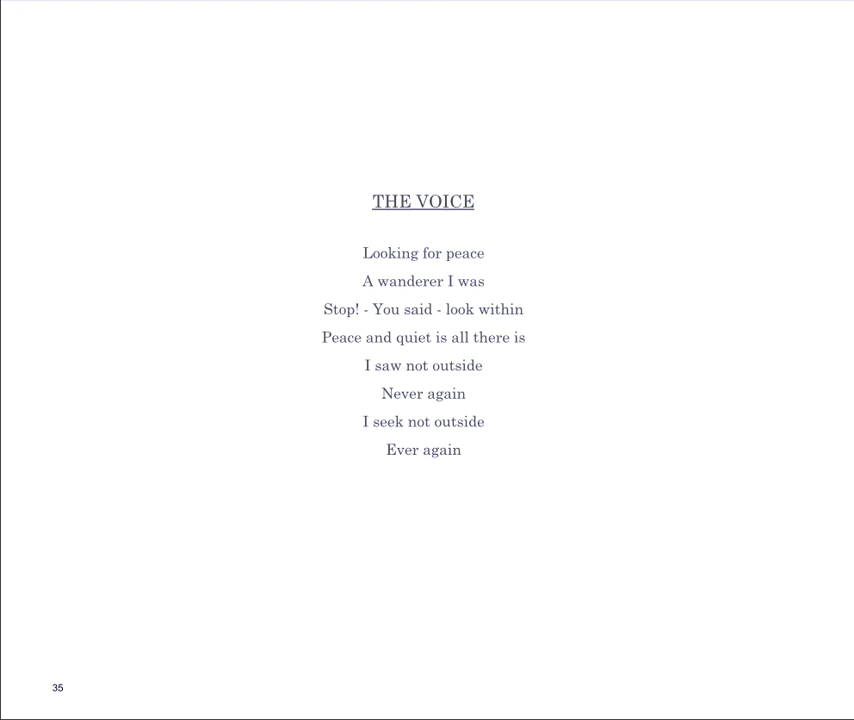 THE VOICE
Looking for peace
A wanderer I was
Stop! - You said - look within
Peace and quiet is all there is
I saw not outside
Never again
I seek not outside
Ever again
35